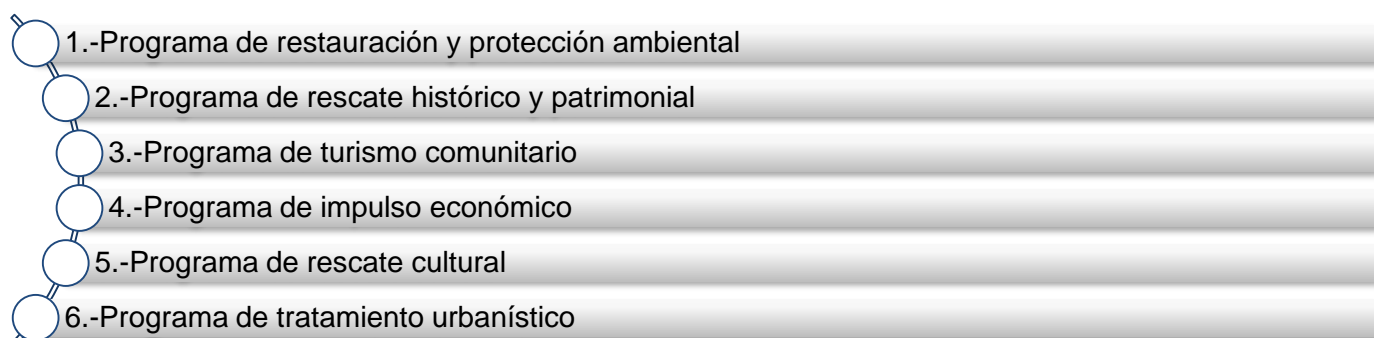 1.-Programa de restauración y protección ambiental
2.-Programa de rescate histórico y patrimonial
3.-Programa de turismo comunitario
4.-Programa de impulso económico
5.-Programa de rescate cultural
6.-Programa de tratamiento urbanístico